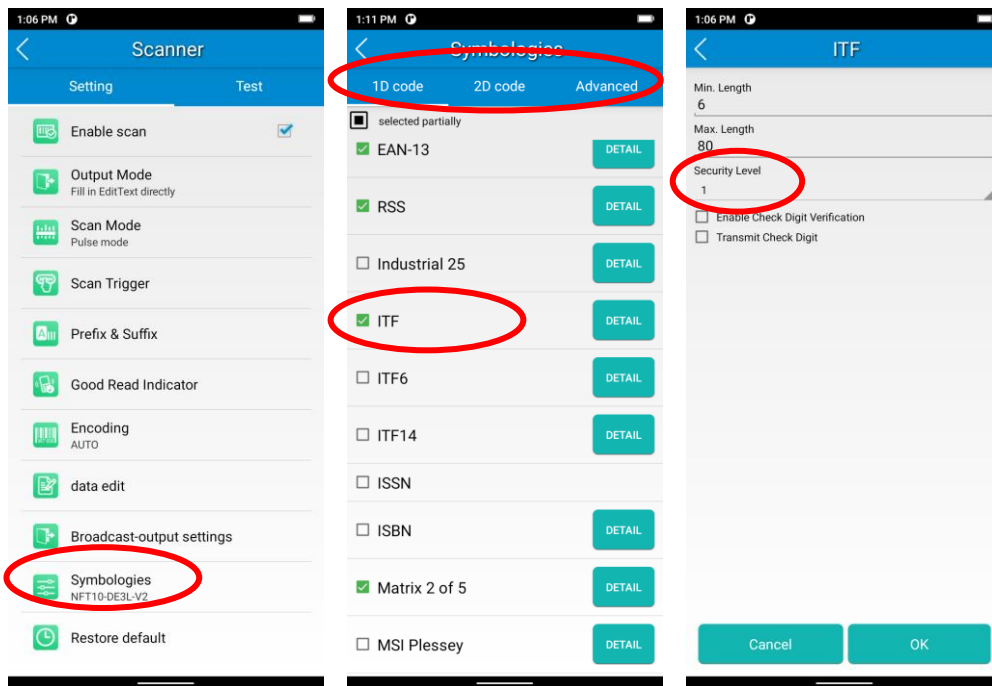 1:06 PM
Scanner
Setting Test
Enable scan
Output Mode
Fill in EditText directly
Scan Mode
Pulse mode
Scan Trigger
Prefix & Suffix
Good Read Indicator
Encoding
AUTO
data edit
Broadcast-output settings
Symbologies
NFT10-DE3L-V2
Restore default
1:11 PM
Symbologies
1D code 2D code Advanced
selected partially
EAN-13 DETAIL
RSS DETAIL
Industrial 25 DETAIL
ITF DETAIL
ITF6 DETAIL
ITF14 DETAIL
ISSN
ISBN DETAIL
Matrix 2 of 5 DETAIL
MSI Plessey DETAIL
1:06 PM
ITF
Min. Length
6
Max. Length
80
Security Level
1
Enable Check Digit Verification
Transmit Check Digit
Cancel OK